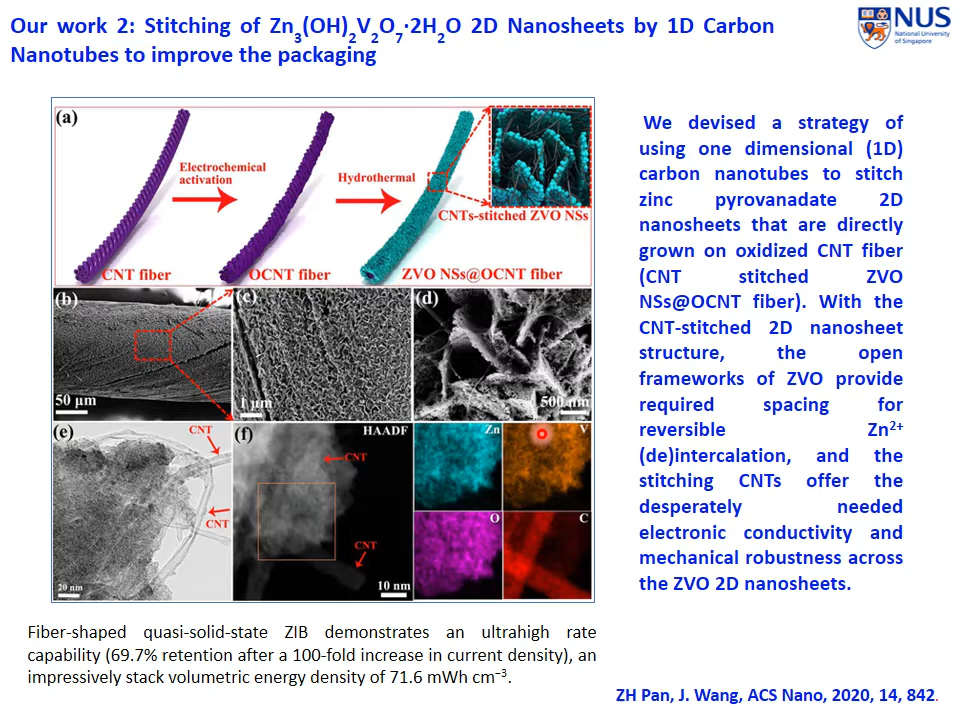 Our work 2: Stitching of Zn3(OH)2V2O7·2H2O 2D Nanosheets by 1D Carbon
Nanotubes to improve the packaging
NUS
National University
of Singapore
(a)
Electrochemical
activation
Hydrothermal
CNTs-stitched ZVO NSs
CNT fiber
OCNT fiber
ZVO NSs@OCNT fiber
(b)
50 μm
(c)
1 μm
(d)
500 nm
(e)
CNT
CNT
20 nm
(f)
HAADF
CNT
CNT
10 nm
Zn
V
O
C
We devised a strategy of
using one dimensional (1D)
carbon nanotubes to stitch
zinc pyrovanadate 2D
nanosheets that are directly
grown on oxidized CNT fiber
(CNT stitched ZVO
NSs@OCNT fiber). With the
CNT-stitched 2D nanosheet
structure, the open
frameworks of ZVO provide
required spacing for
reversible Zn2+
(de)intercalation, and the
stitching CNTs offer the
desperately needed
electronic conductivity and
mechanical robustness across
the ZVO 2D nanosheets.
Fiber-shaped quasi-solid-state ZIB demonstrates an ultrahigh rate
capability (69.7% retention after a 100-fold increase in current density), an
impressively stack volumetric energy density of 71.6 mWh cm−3.
ZH Pan, J. Wang, ACS Nano, 2020, 14, 842.